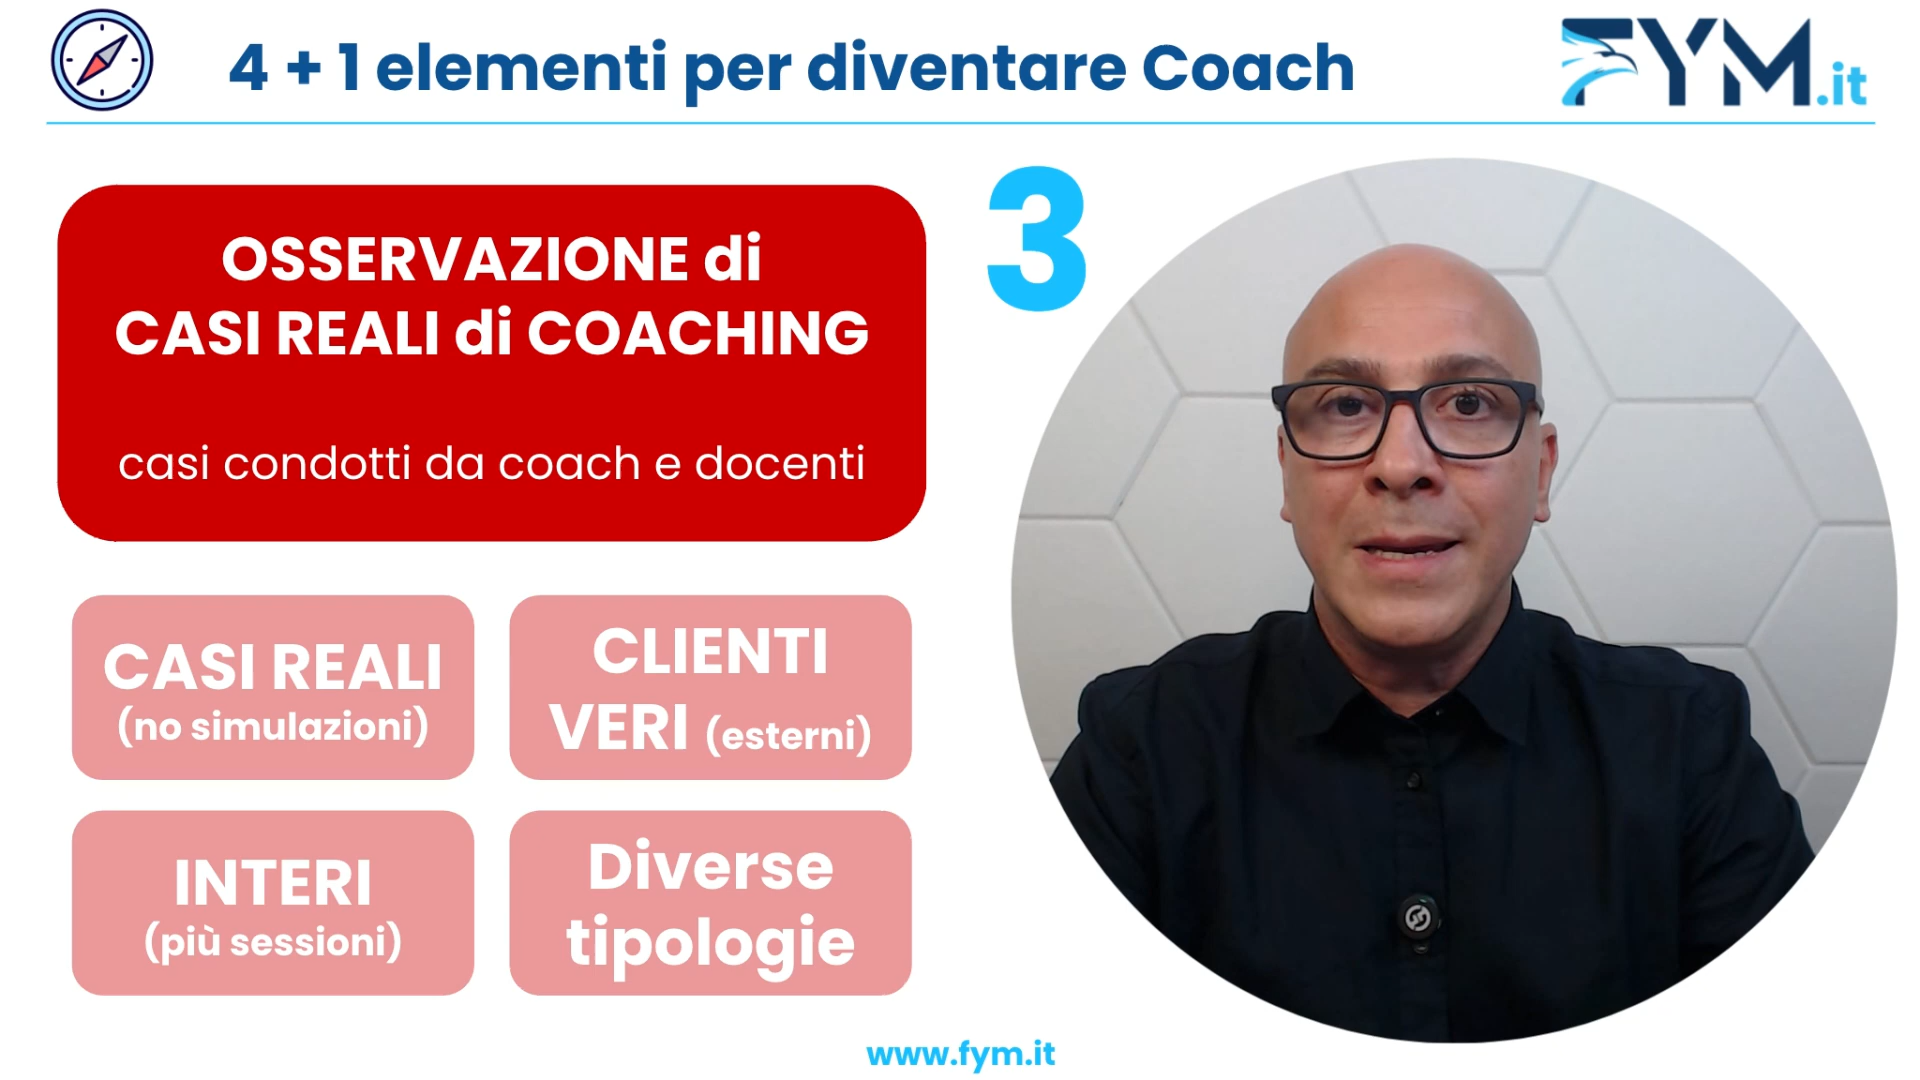 4 + 1 elementi per diventare Coach
FYM.it
OSSERVAZIONE di
CASI REALI di COACHING
casi condotti da coach e docenti
3
CASI REALI
(no simulazioni)
CLIENTI
VERI (esterni)
INTERI
(più sessioni)
Diverse
tipologie
www.fym.it